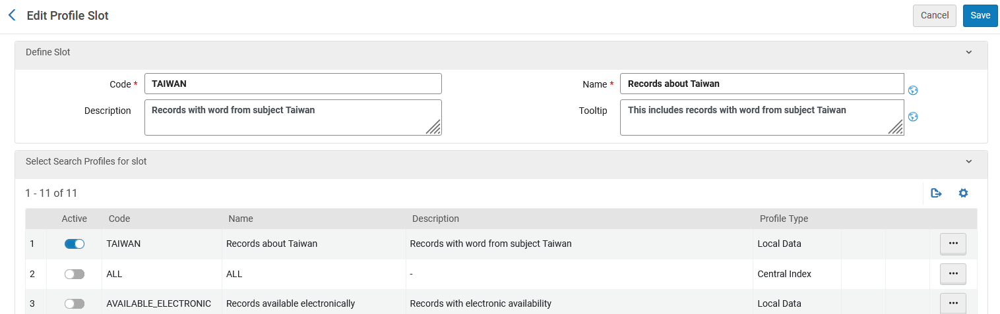 Edit Profile Slot
Cancel
Save
Define Slot
Code *
TAIWAN
Name *
Records about Taiwan
Description
Records with word from subject Taiwan
Tooltip
This includes records with word from subject Taiwan
Select Search Profiles for slot
1 - 11 of 11
Active Code Name Description Profile Type
1 TAIWAN Records about Taiwan Records with word from subject Taiwan Local Data
2 ALL ALL - Central Index
3 AVAILABLE_ELECTRONIC Records available electronically Records with electronic availability Local Data